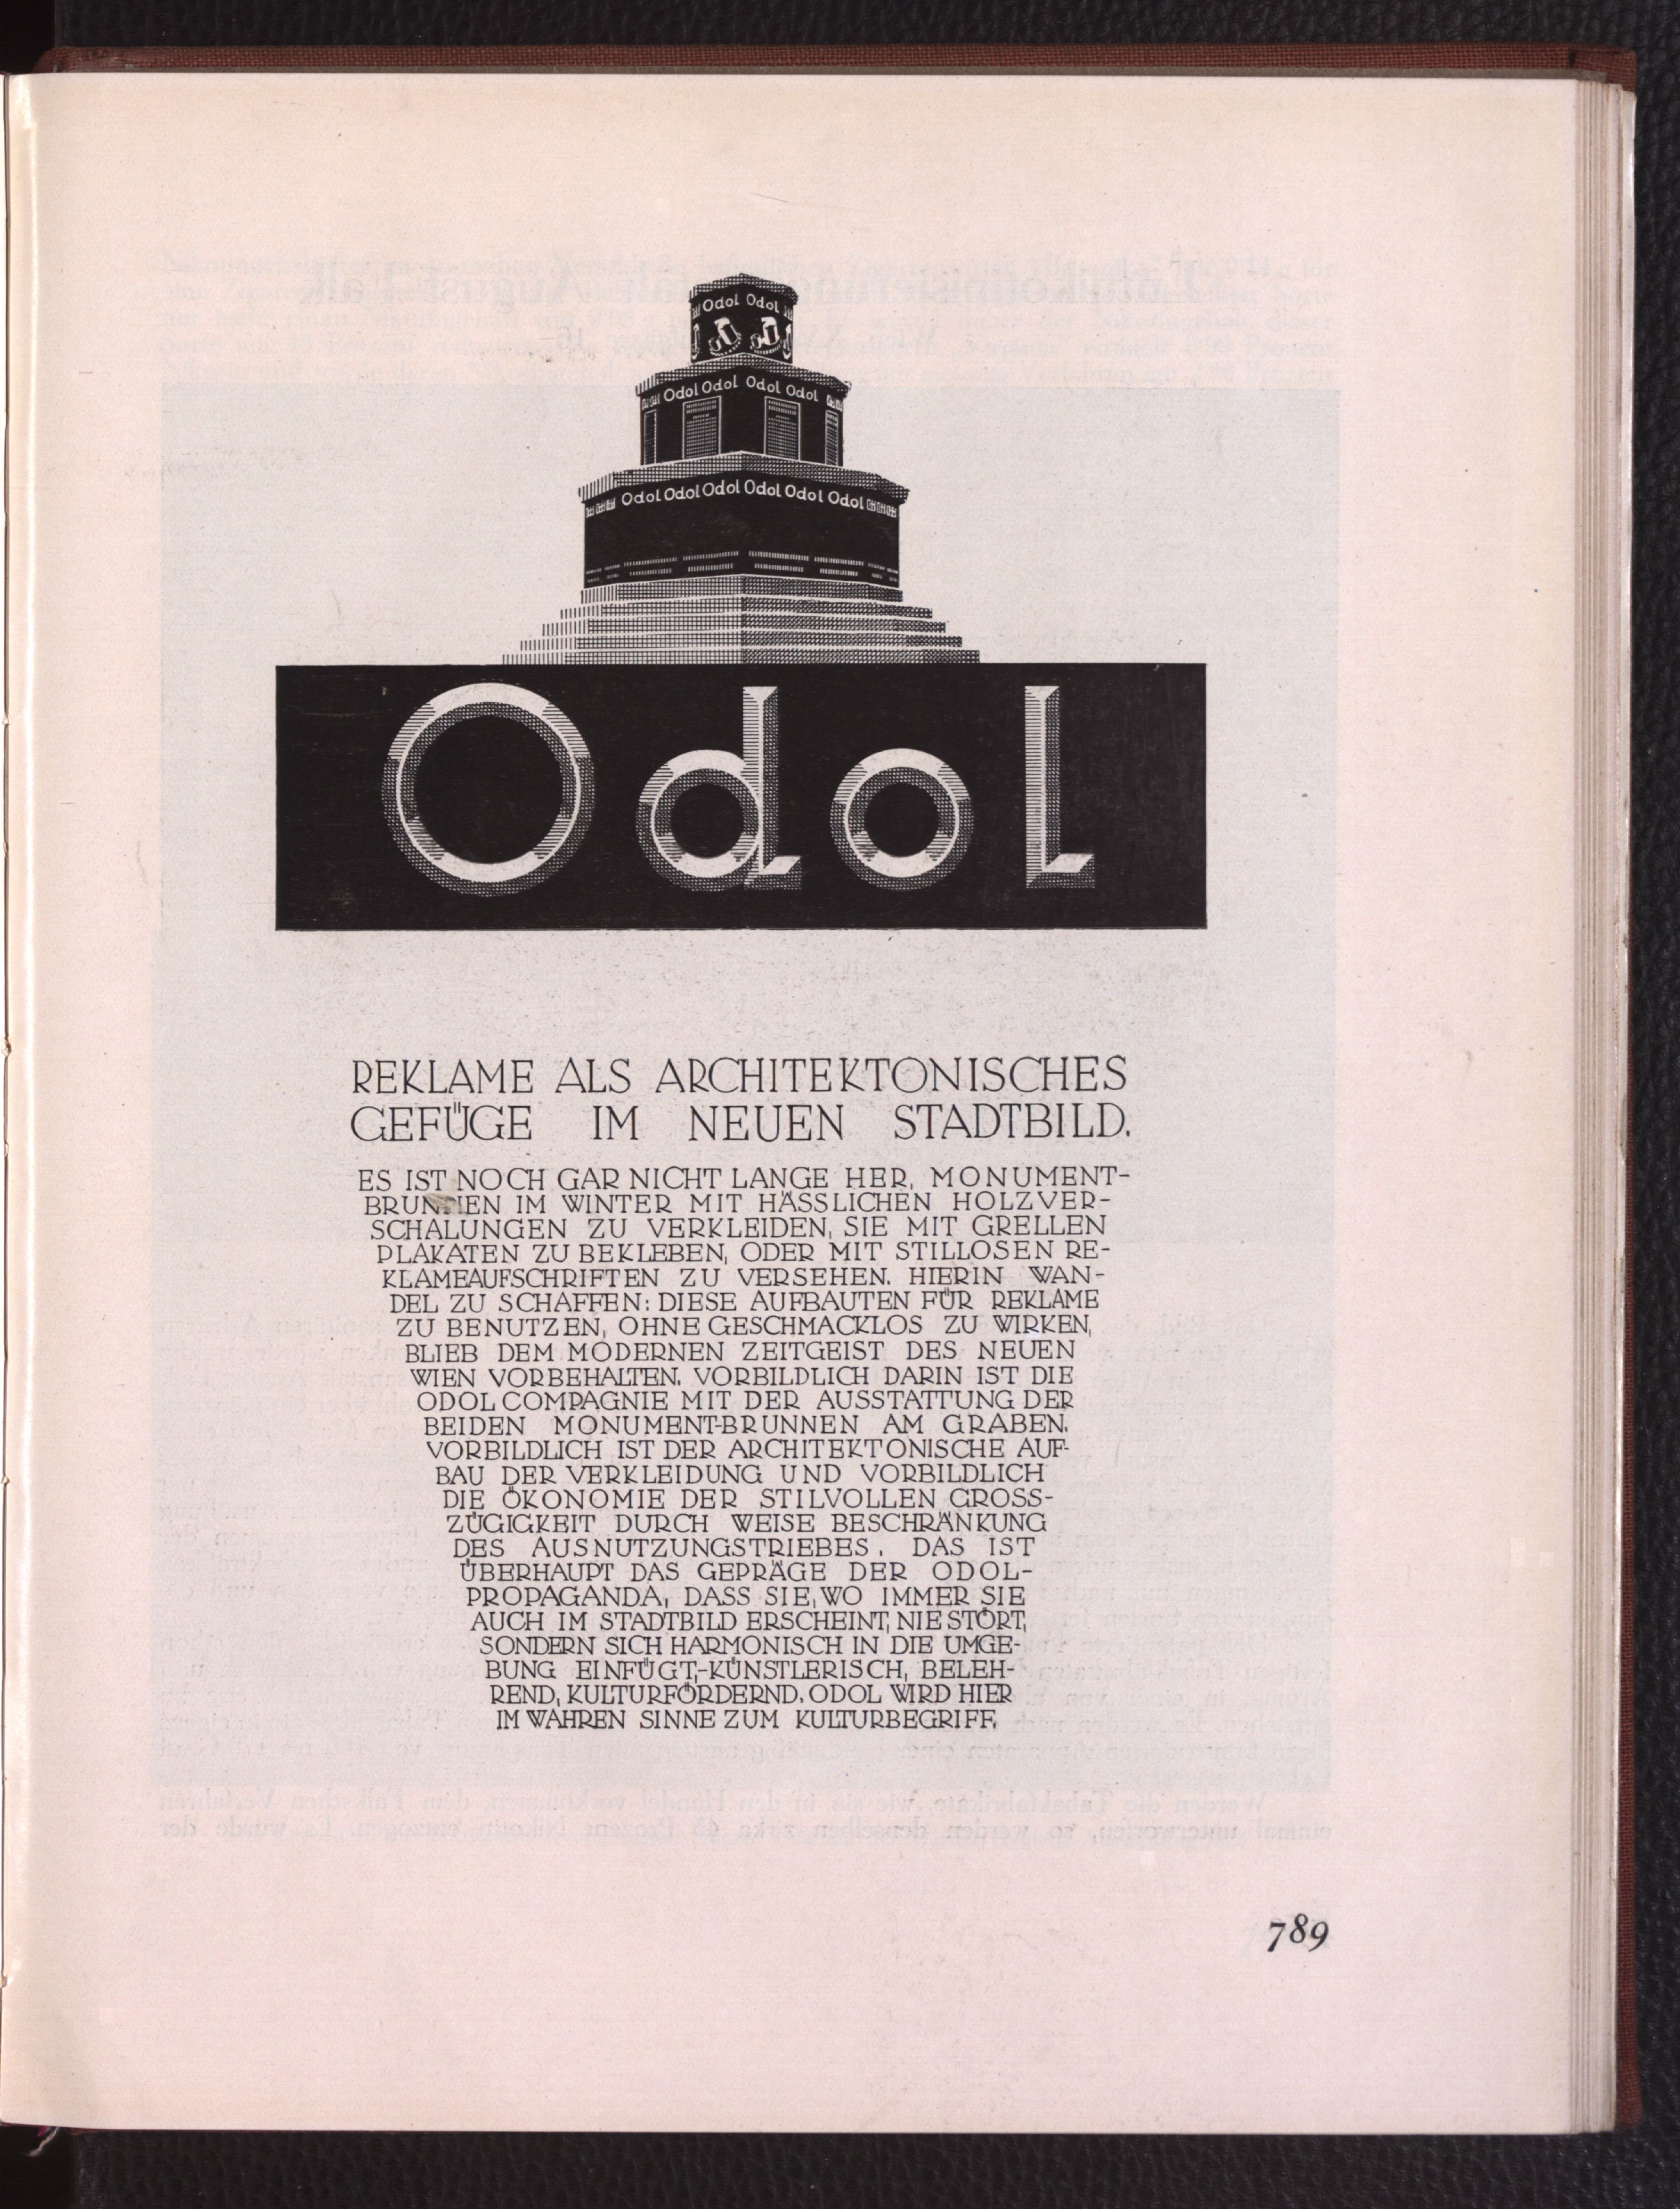 Odol Odol
Odol Odol Odol Odol
Odol Odol Odol Odol Odol Odol
Odol
REKLAME ALS ARCHITEKTONISCHES
GEFÜGE IM NEUEN STADTBILD.
ES IST NOCH GAR NICHT LANGE HER, MONUMENT-
BRUNNEN IM WINTER MIT HÄSSLICHEN HOLZVER-
SCHALUNGEN ZU VERKLEIDEN, SIE MIT GRELLEN
PLAKATEN ZU BEKLEBEN, ODER MIT STILLOSEN RE-
KLAMEAUFSCHRIFTEN ZU VERSEHEN. HIERIN WAN-
DEL ZU SCHAFFEN: DIESE AUFBAUTEN FÜR REKLAME
ZU BENUTZEN, OHNE GESCHMACKLOS ZU WIRKEN,
BLIEB DEM MODERNEN ZEITGEIST DES NEUEN
WIEN VORBEHALTEN. VORBILDLICH DARIN IST DIE
ODOL COMPAGNIE MIT DER AUSSTATTUNG DER
BEIDEN MONUMENT-BRUNNEN AM GRABEN.
VORBILDLICH IST DER ARCHITEKTONISCHE AUF-
BAU DER VERKLEIDUNG UND VORBILDLICH
DIE ÖKONOMIE DER STILVOLLEN GROSS-
ZÜGIGKEIT DURCH WEISE BESCHRÄNKUNG
DES AUSNUTZUNGSTRIEBES. DAS IST
ÜBERHAUPT DAS GEPRÄGE DER ODOL-
PROPAGANDA, DASS SIE, WO IMMER SIE
AUCH IM STADTBILD ERSCHEINT, NIE STÖRT,
SONDERN SICH HARMONISCH IN DIE UMGE-
BUNG EINFÜGT,-KÜNSTLERISCH, BELEH-
REND, KULTURFÖRDERND. ODOL WIRD HIER
IM WAHREN SINNE ZUM KULTURBEGRIFF.
789